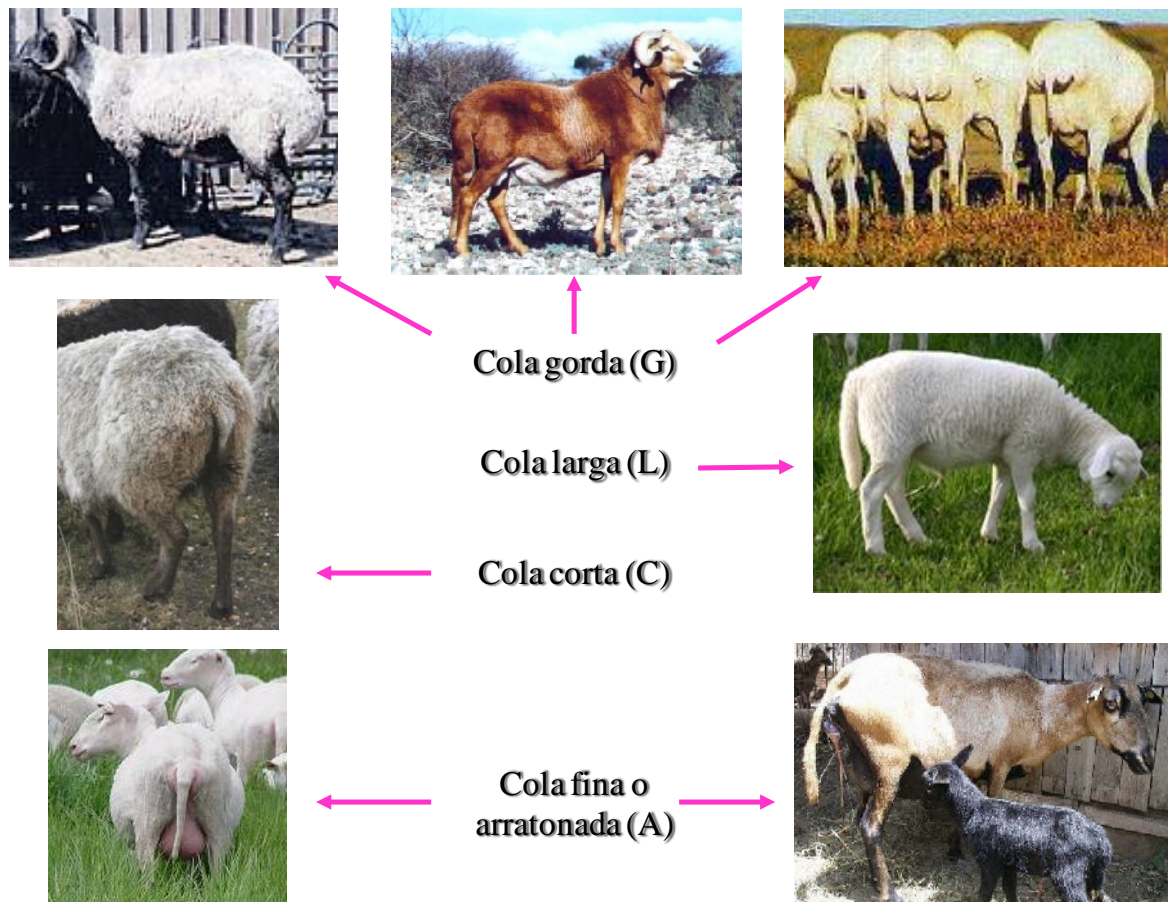 Cola gorda (G)
Cola larga (L)
Cola corta (C)
Cola fina o
arratonada (A)